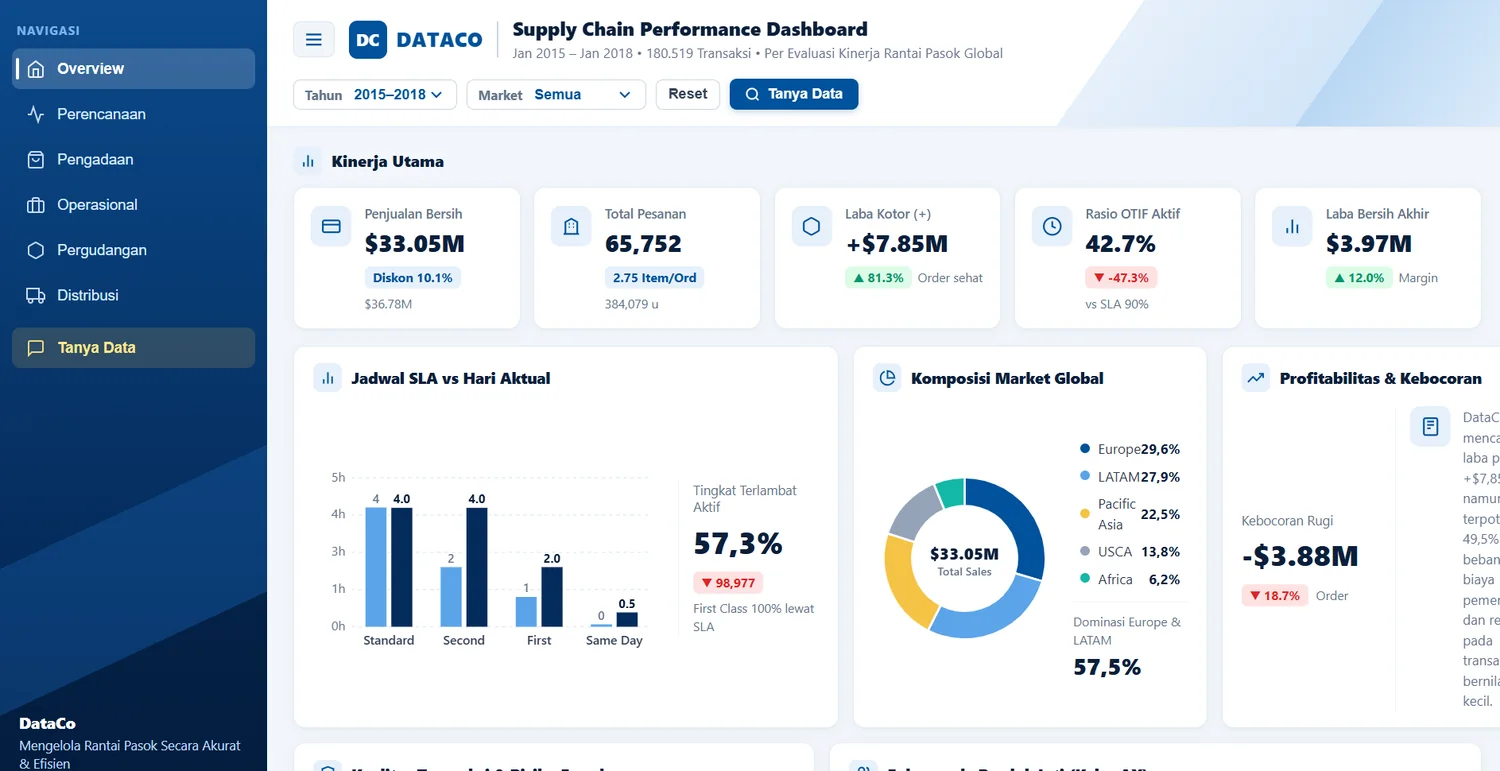 NAVIGASI
Overview
Perencanaan
Pengadaan
Operasional
Pergudangan
Distribusi
Tanya Data
DataCo
Mengelola Rantai Pasok Secara Akurat
& Efisien
DC DATACO
Supply Chain Performance Dashboard
Jan 2015 – Jan 2018 • 180.519 Transaksi • Per Evaluasi Kinerja Rantai Pasok Global
Tahun 2015–2018
Market Semua
Reset
Tanya Data
Kinerja Utama
Penjualan Bersih
$33.05M
Diskon 10.1%
$36.78M
Total Pesanan
65,752
2.75 Item/Ord
384,079 u
Laba Kotor (+)
+$7.85M
▲ 81.3% Order sehat
Rasio OTIF Aktif
42.7%
▼ -47.3%
vs SLA 90%
Laba Bersih Akhir
$3.97M
▲ 12.0% Margin
Jadwal SLA vs Hari Aktual
5h
4h
3h
1h
0h
4 4.0
2 4.0
1 2.0
0 0.5
Standard Second First Same Day
Tingkat Terlambat
Aktif
57,3%
▼ 98,977
First Class 100% lewat
SLA
Komposisi Market Global
$33.05M
Total Sales
Europe 29,6%
LATAM 27,9%
Pacific
Asia 22,5%
USCA 13,8%
Africa 6,2%
Dominasi Europe &
LATAM
57,5%
Profitabilitas & Kebocoran
Kebocoran Rugi
-$3.88M
▼ 18.7% Order
DataC
menca
laba p
+$7,85
namu
terpot
49,5%
beban
biaya
pemer
dan re
pada
transa
bernila
kecil.